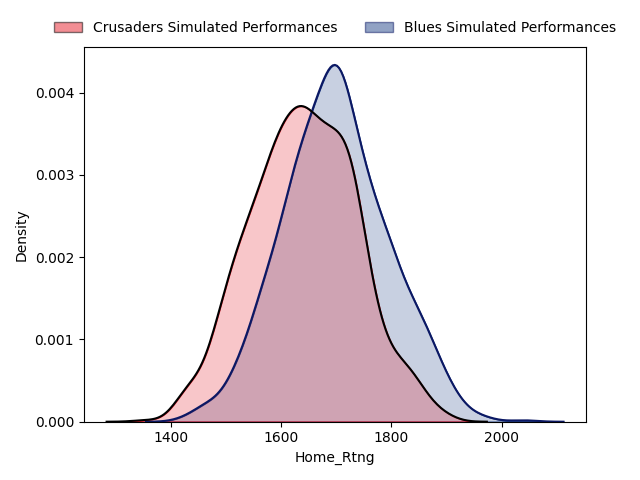 Crusaders Simulated Performances Blues Simulated Performances
0.004
0.003
0.002
0.001
0.000
Density
1400 1600 1800 2000
Home_Rtng